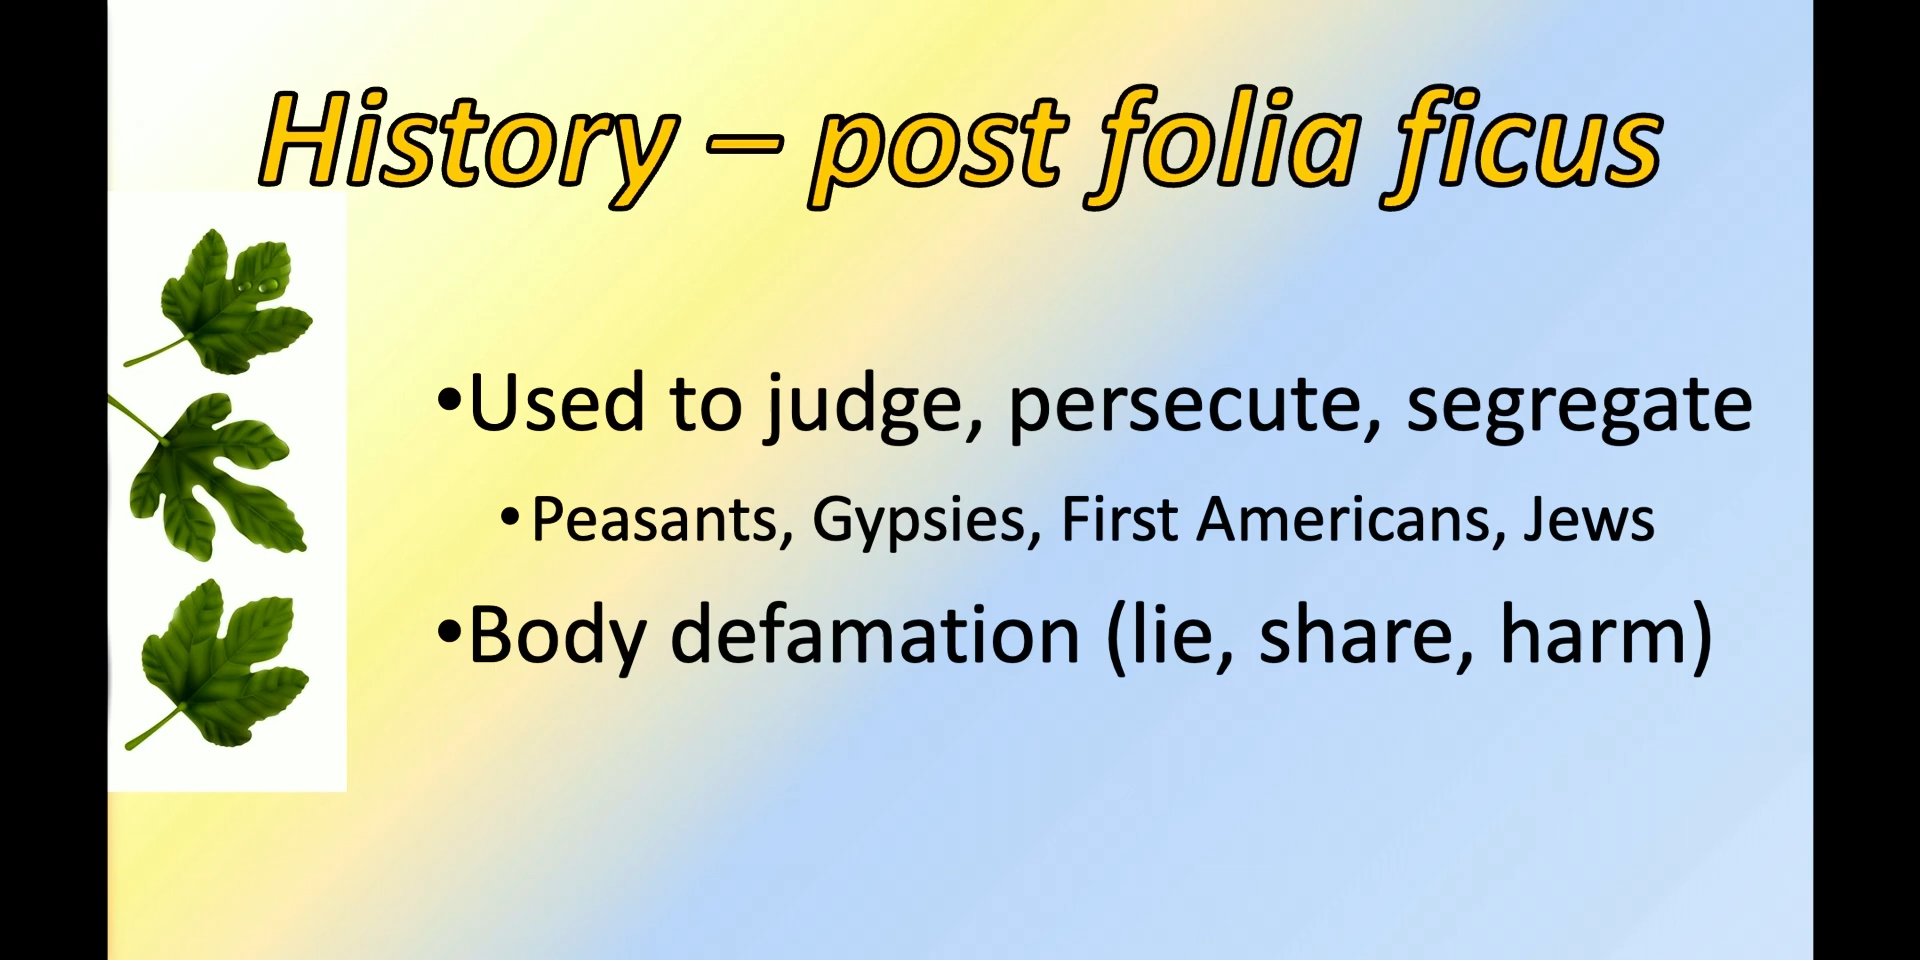 History – post folia ficus
•Used to judge, persecute, segregate
•Peasants, Gypsies, First Americans, Jews
•Body defamation (lie, share, harm)